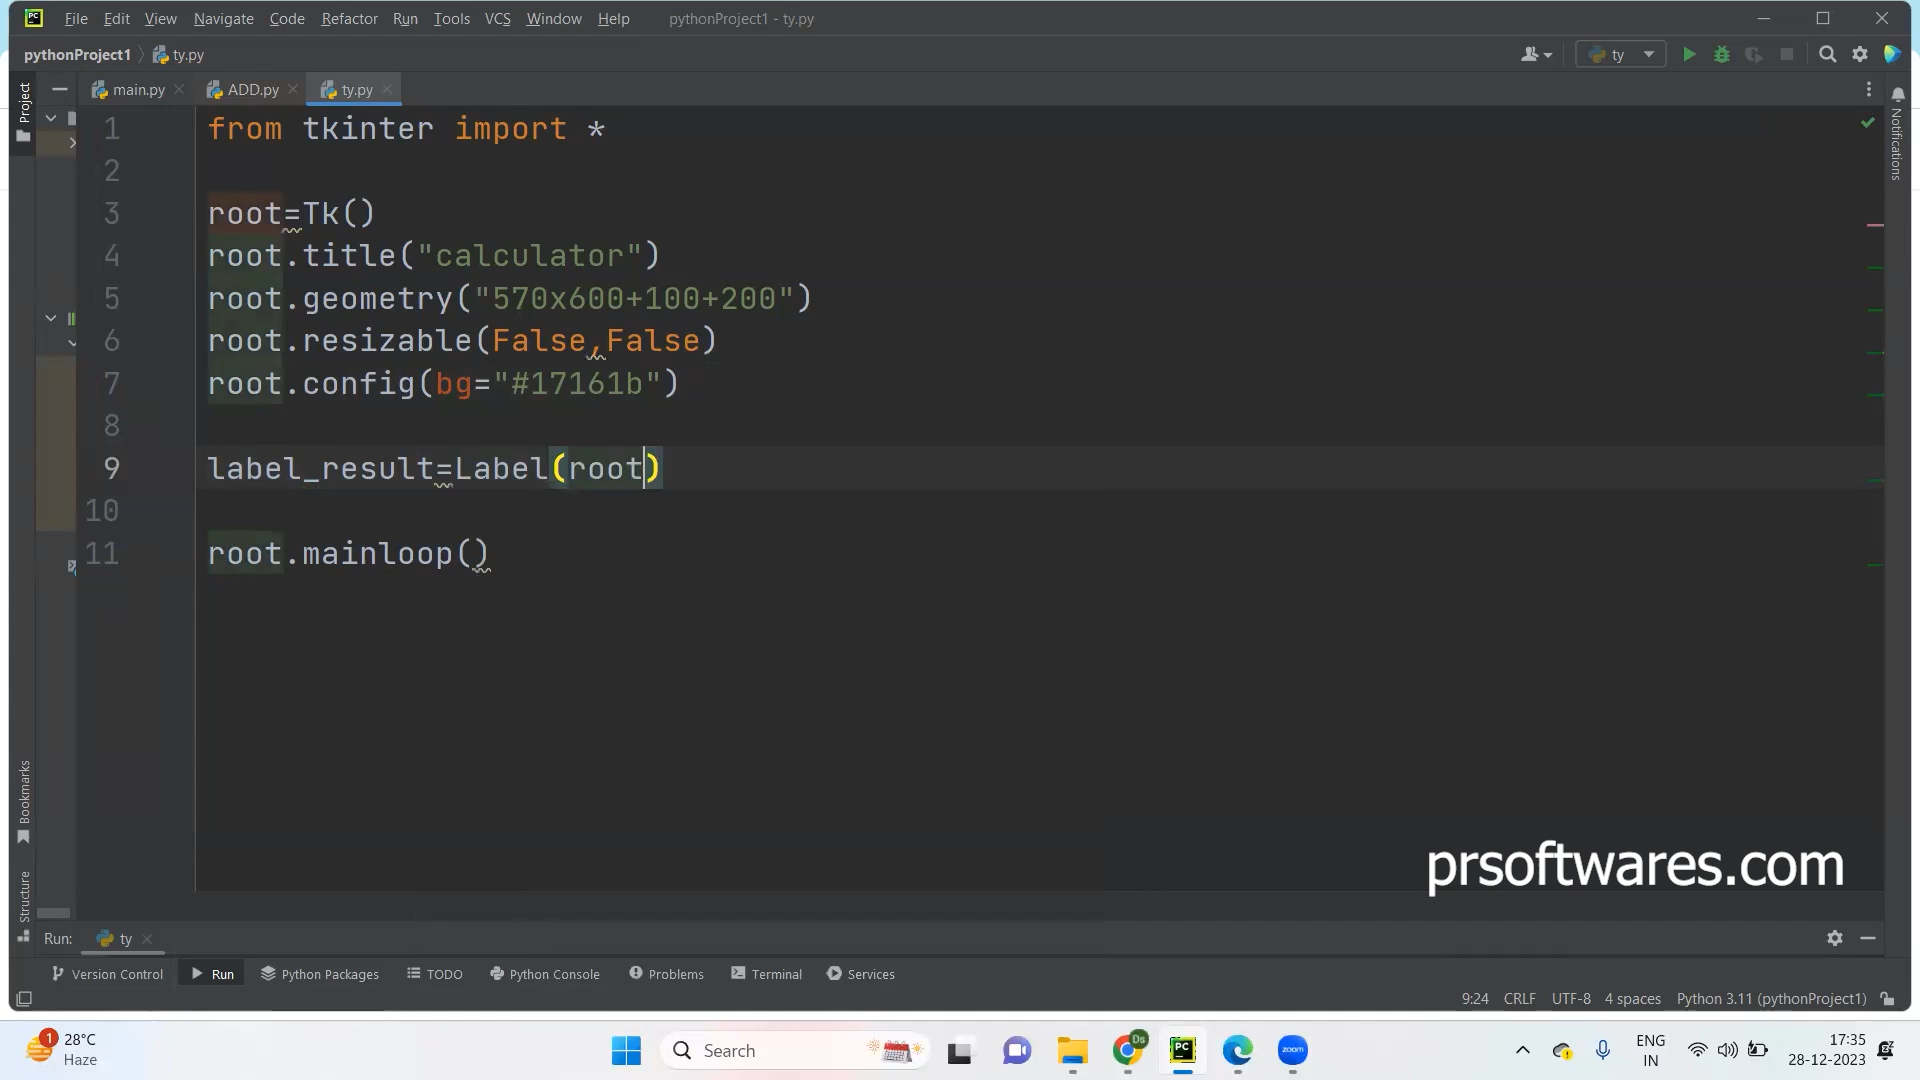 PC File Edit View Navigate Code Refactor Run Tools VCS Window Help pythonProject1 - ty.py
pythonProject1 ty.py ty
Project main.py ADD.py ty.py
Notifications
1 from tkinter import *
2
3 root=Tk()
4 root.title("calculator")
5 root.geometry("570x600+100+200")
6 root.resizable(False,False)
7 root.config(bg="#17161b")
8
9 label_result=Label(root)
10
11 root.mainloop()
Bookmarks
Structure
prsoftwares.com
Run: ty
Version Control Run Python Packages TODO Python Console Problems Terminal Services
9:24 CRLF UTF-8 4 spaces Python 3.11 (pythonProject1)
1 28°C
Haze
Search
Ds
PC
zoom
ENG
IN
17:35
28-12-2023